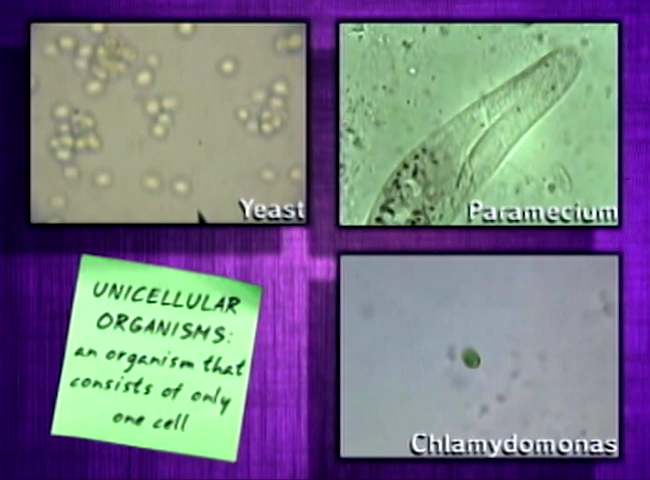 Yeast
Paramecium
UNICELLULAR
ORGANISMS:
an organism that
consists of only
one cell
Chlamydomonas